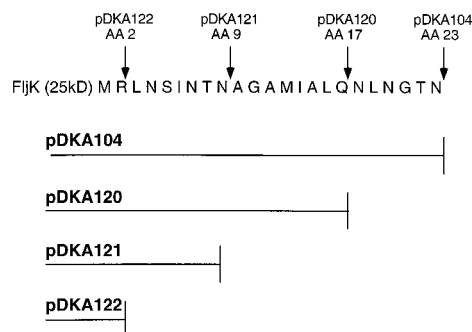 pDKA122 pDKA121 pDKA120 pDKA104
AA 2 AA 9 AA 17 AA 23
FljK (25kD) M R L N S I N T N A G A M I A L Q N L N G T N
pDKA104
pDKA120
pDKA121
pDKA122